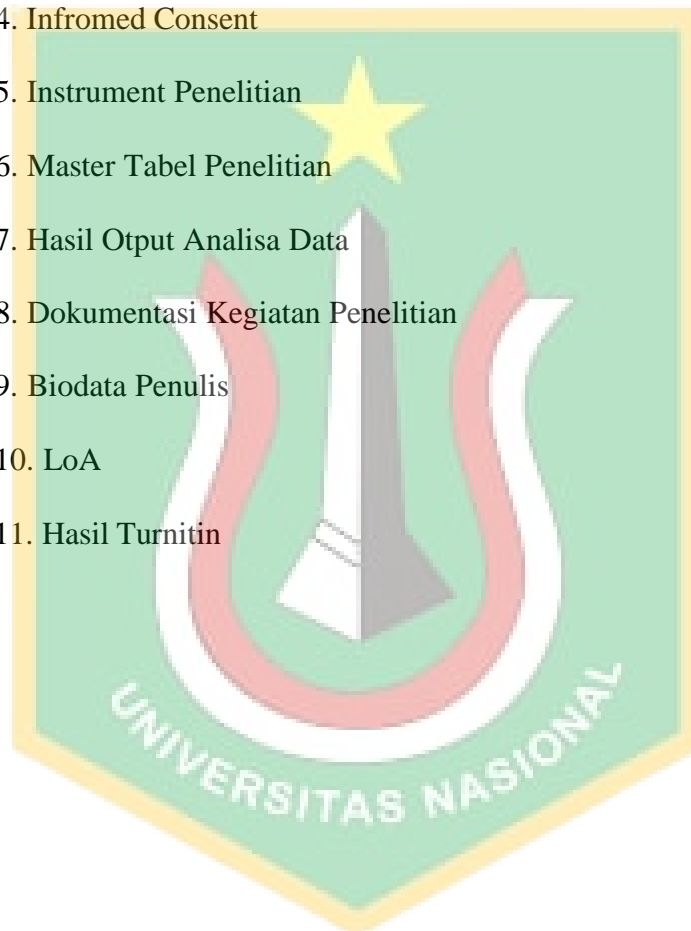 4. Infromed Consent
5. Instrument Penelitian
6. Master Tabel Penelitian
7. Hasil Otput Analisa Data
8. Dokumentasi Kegiatan Penelitian
9. Biodata Penulis
10. LoA
11. Hasil Turnitin
UNIVERSITAS NASIONAL